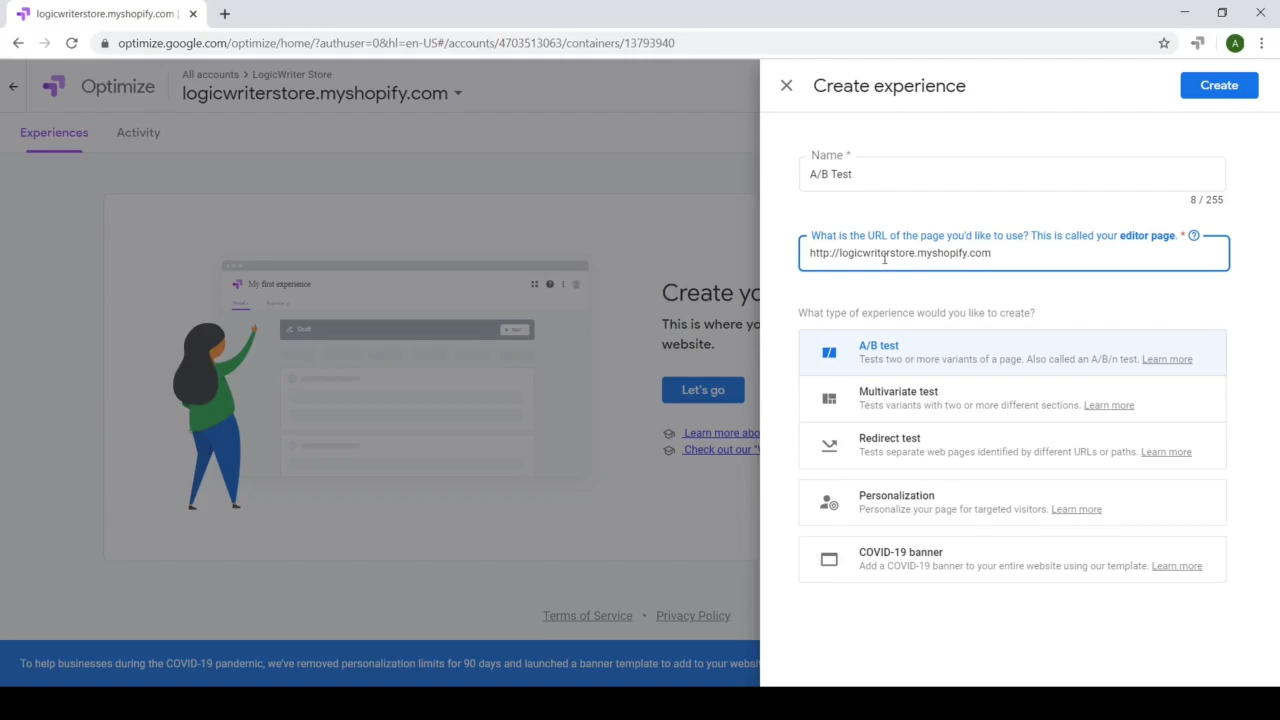 logicwriterstore.myshopify.com |
optimize.google.com/optimize/home/?authuser=0&hl=en-US#/accounts/4703513063/containers/13793940
A
Optimize
All accounts > LogicWriter Store
logicwriterstore.myshopify.com
Experiences
Activity
My first experience
Draft
Create yo
This is where yo
website.
Let's go
Learn more abo
Check out our "
Terms of Service • Privacy Policy
To help businesses during the COVID-19 pandemic, we've removed personalization limits for 90 days and launched a banner template to add to your websi
Create experience
Create
Name *
A/B Test
8 / 255
What is the URL of the page you'd like to use? This is called your editor page. *
http://logicwriterstore.myshopify.com
What type of experience would you like to create?
A/B test
Tests two or more variants of a page. Also called an A/B/n test. Learn more
Multivariate test
Tests variants with two or more different sections. Learn more
Redirect test
Tests separate web pages identified by different URLs or paths. Learn more
Personalization
Personalize your page for targeted visitors. Learn more
COVID-19 banner
Add a COVID-19 banner to your entire website using our template. Learn more